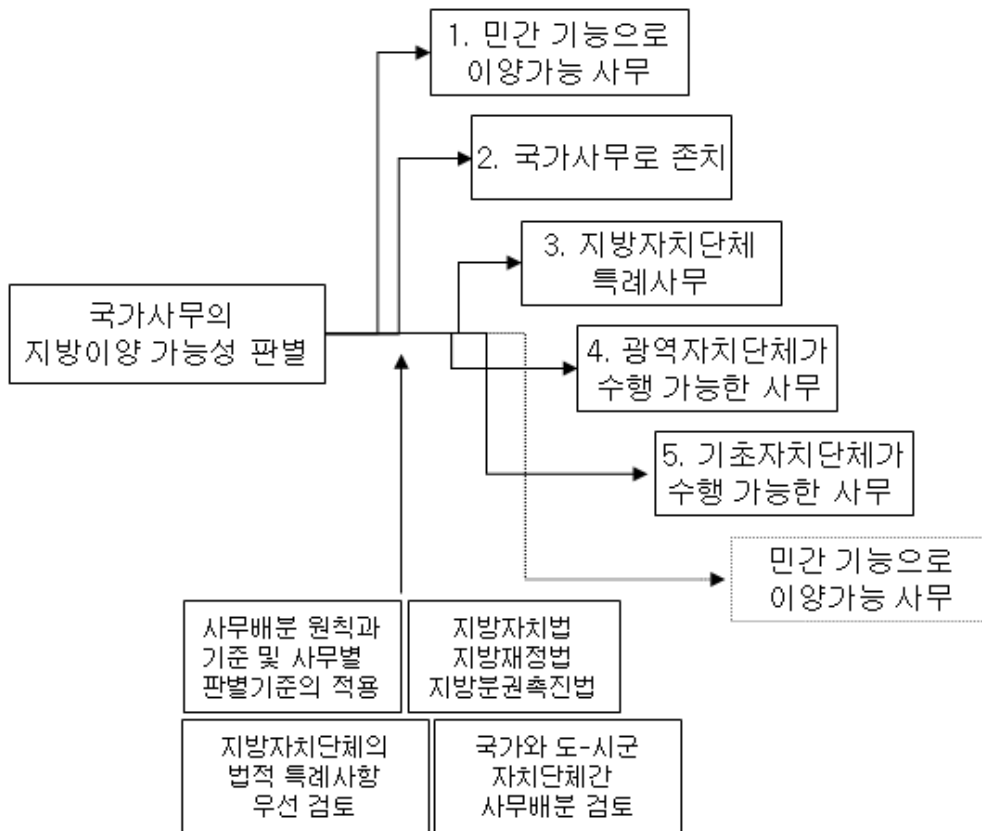 1. 민간 기능으로
이양가능 사무
2. 국가사무로 존치
3. 지방자치단체
특례사무
국가사무의
지방이양 가능성 판별
4. 광역자치단체가
수행 가능한 사무
5. 기초자치단체가
수행 가능한 사무
민간 기능으로
이양가능 사무
사무배분 원칙과
기준 및 사무별
판별기준의 적용
지방자치법
지방재정법
지방분권촉진법
지방자치단체의
법적 특례사항
우선 검토
국가와 도-시군
자치단체간
사무배분 검토